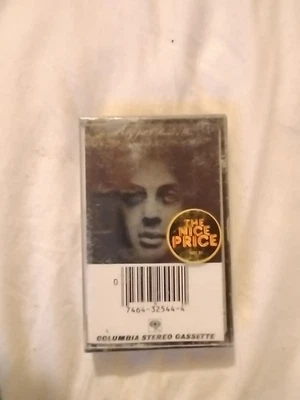 THE
NICE
PRICE
0
7464-32544-4
COLUMBIA STEREO CASSETTE